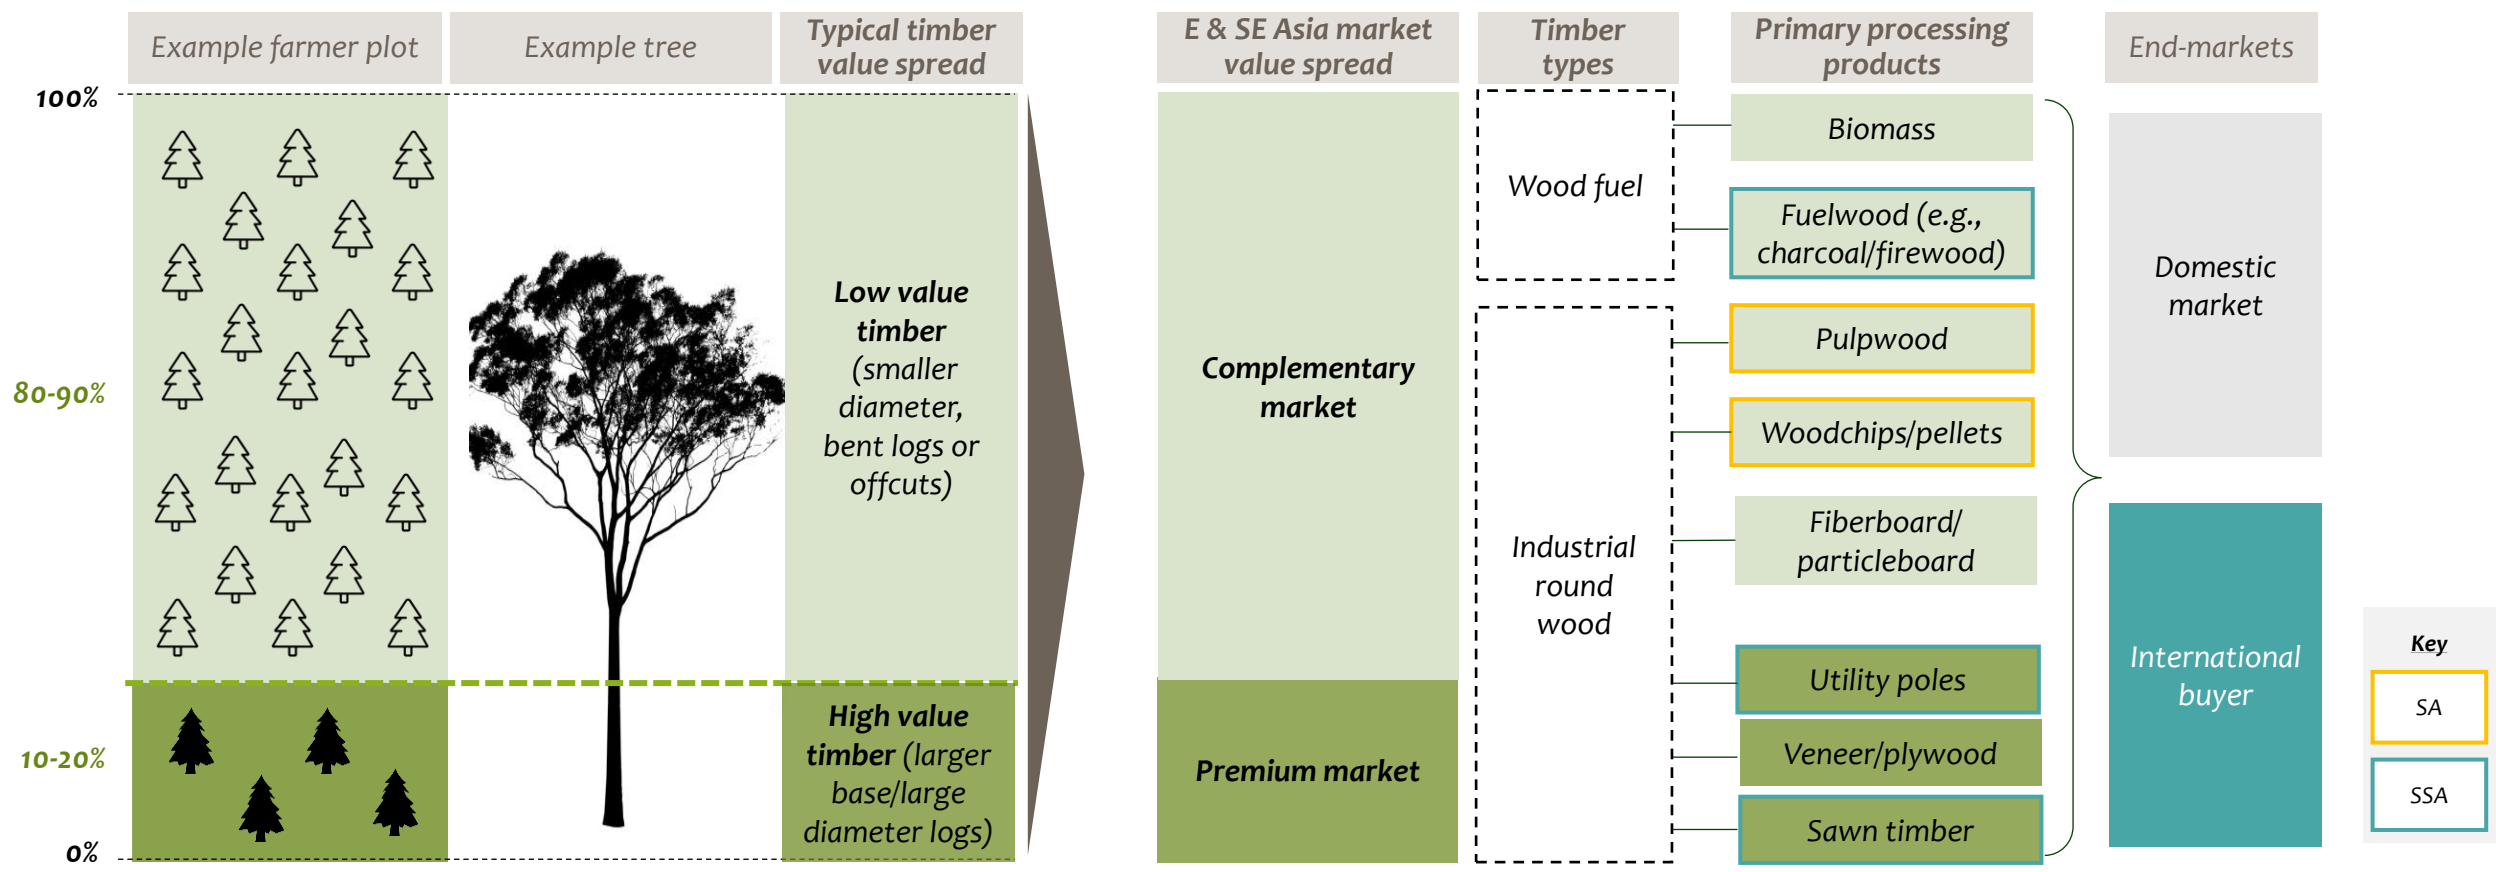 Example farmer plot
Example tree
Typical timber
value spread
E & SE Asia market
value spread
Timber
types
Primary processing
products
End-markets
100%
80-90%
10-20%
0%
Low value
timber
(smaller
diameter,
bent logs or
offcuts)
High value
timber (larger
base/large
diameter logs)
Complementary
market
Premium market
Wood fuel
Industrial
round
wood
Biomass
Fuelwood (e.g.,
charcoal/firewood)
Pulpwood
Woodchips/pellets
Fiberboard/
particleboard
Utility poles
Veneer/plywood
Sawn timber
Domestic
market
International
buyer
Key
SA
SSA